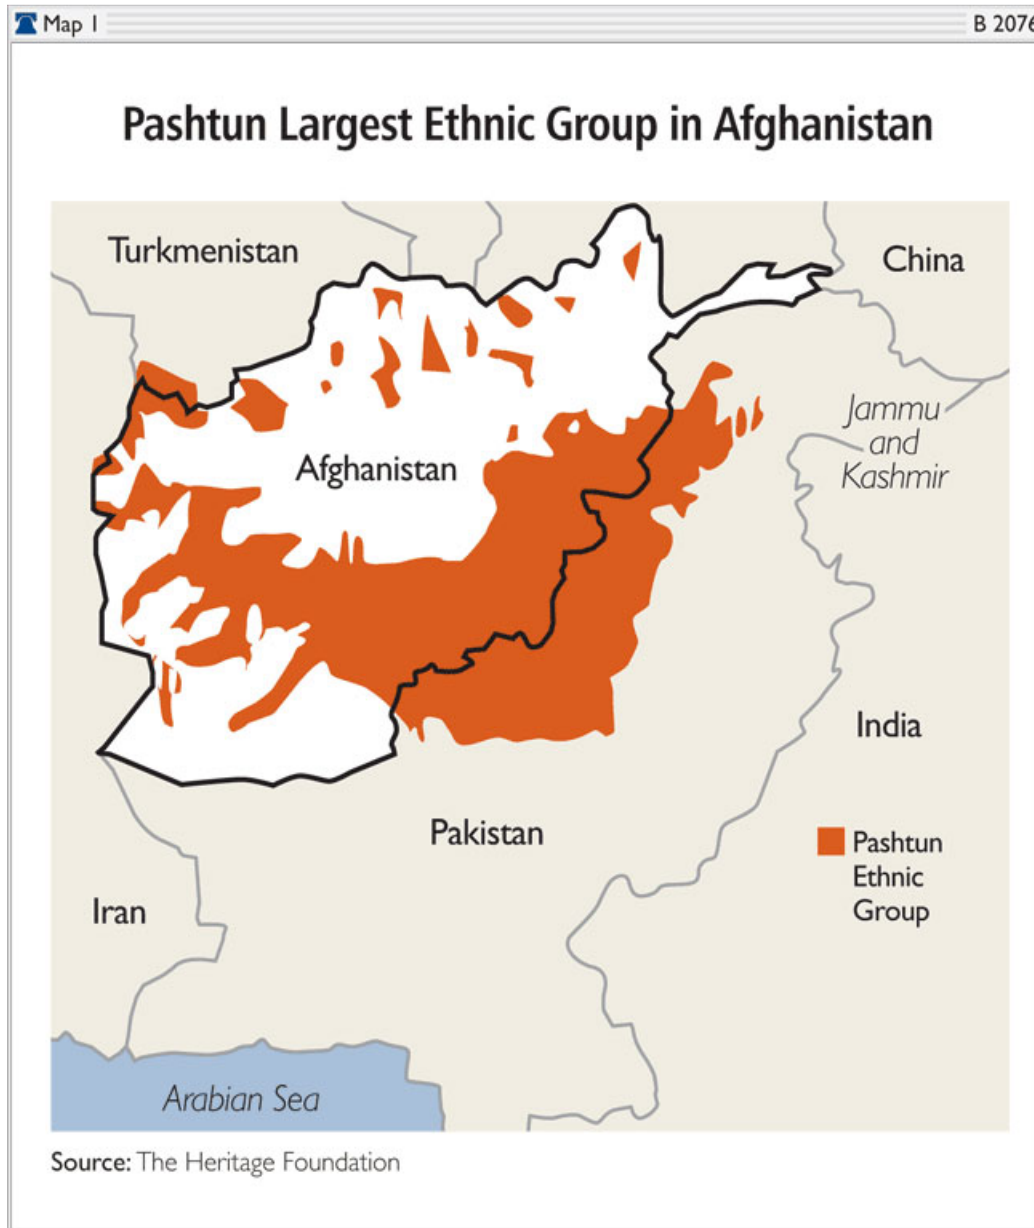 Map 1
B 2076
Pashtun Largest Ethnic Group in Afghanistan
Turkmenistan
China
Jammu
and
Kashmir
Afghanistan
India
Pakistan
Pashtun
Ethnic
Group
Iran
Arabian Sea
Source: The Heritage Foundation